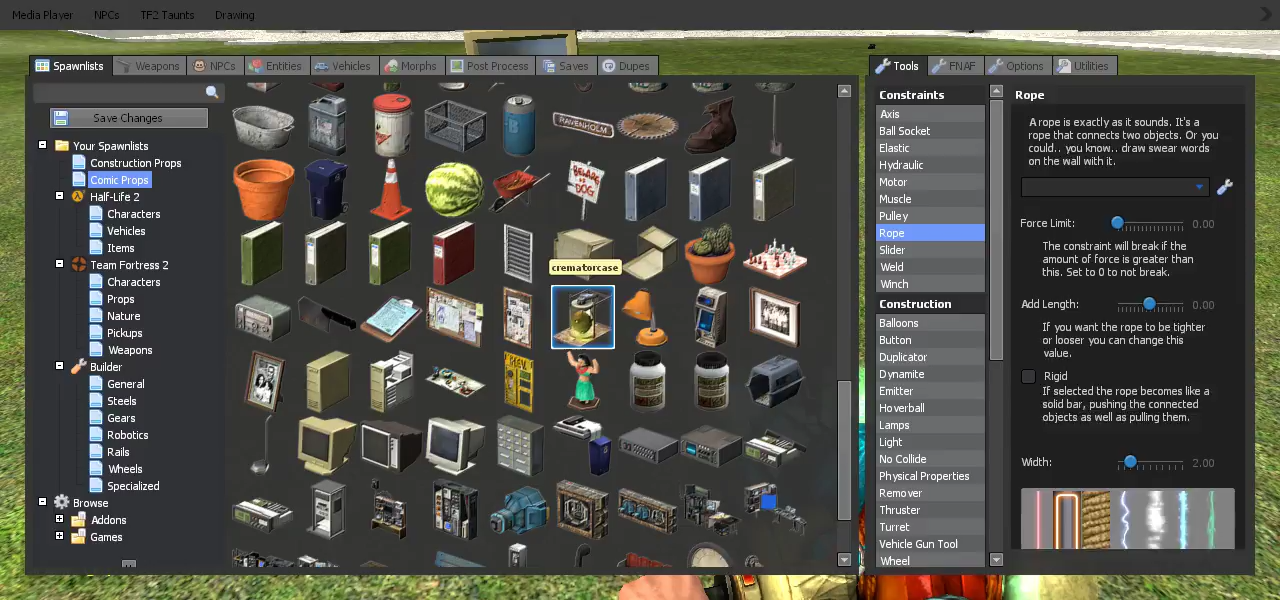 Media Player NPCs TF2 Taunts Drawing
Spawnlists Weapons NPCs Entities Vehicles Morphs Post Process Saves Dupes
Save Changes
Your Spawnlists
Construction Props
Comic Props
Half-Life 2
Characters
Vehicles
Items
Team Fortress 2
Characters
Props
Nature
Pickups
Weapons
Builder
General
Steels
Gears
Robotics
Rails
Wheels
Specialized
Browse
Addons
Games
RAVENHOLM
BEWARE
OF
DOG
crematorcase
Tools FNAF Options Utilities
Constraints
Axis
Ball Socket
Elastic
Hydraulic
Motor
Muscle
Pulley
Rope
Slider
Weld
Winch
Construction
Balloons
Button
Duplicator
Dynamite
Emitter
Hoverball
Lamps
Light
No Collide
Physical Properties
Remover
Thruster
Turret
Vehicle Gun Tool
Wheel
Rope
A rope is exactly as it sounds. It's a
rope that connects two objects. Or you
could.. you know.. draw swear words
on the wall with it.
Force Limit: 0.00
The constraint will break if the
amount of force is greater than
this. Set to 0 to not break.
Add Length: 0.00
If you want the rope to be tighter
or looser you can change this
value.
Rigid
If selected the rope becomes like a
solid bar, pushing the connected
objects as well as pulling them.
Width: 2.00